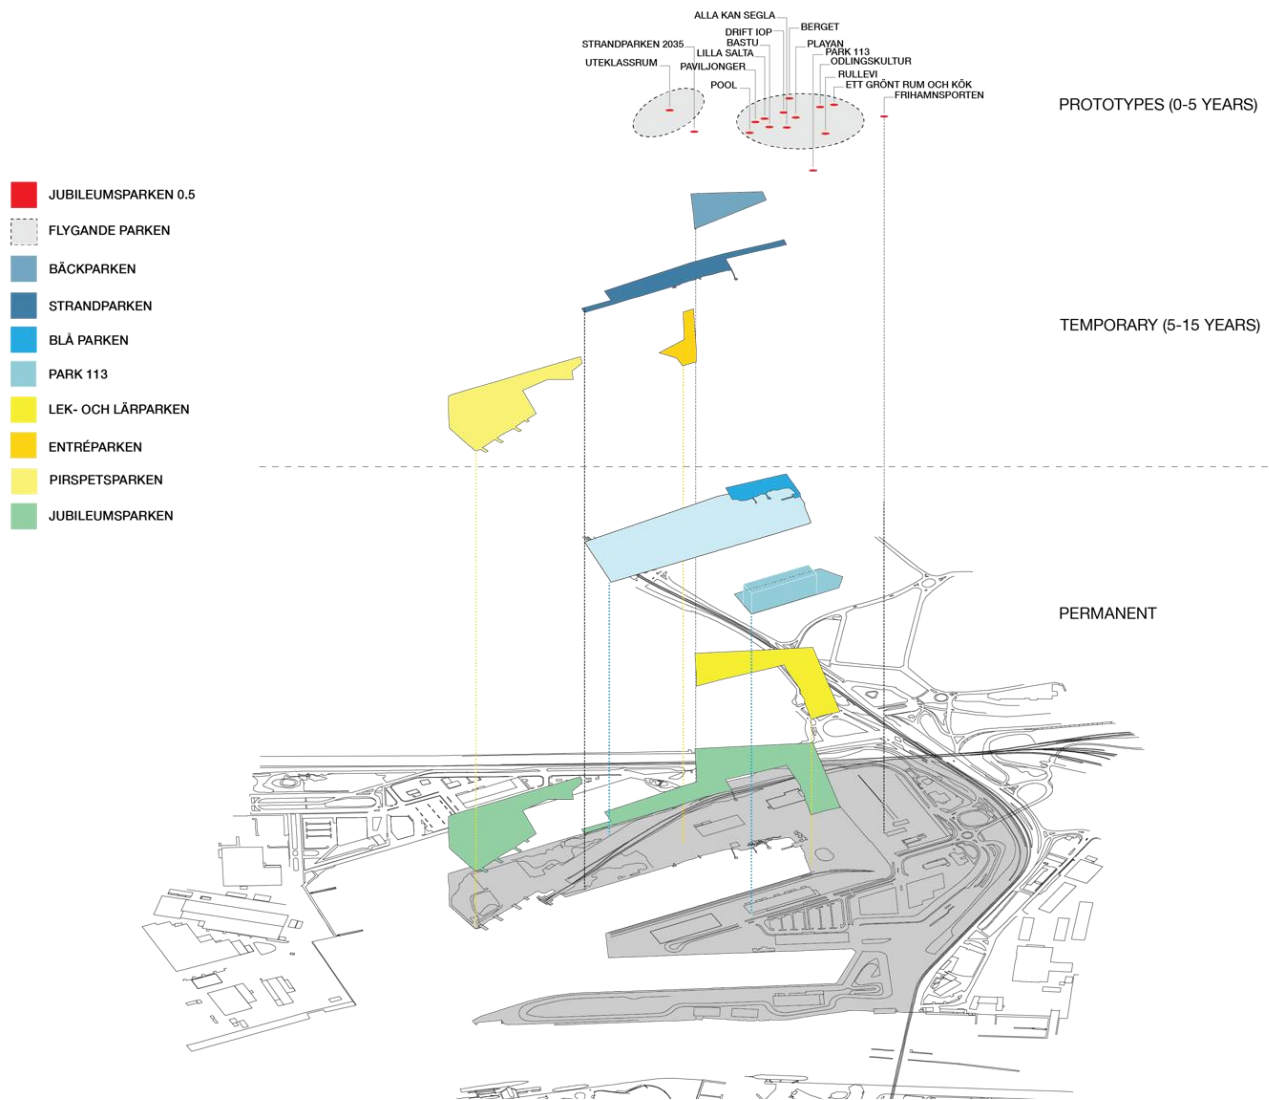 ALLA KAN SEGLA
BERGET
DRIFT IOP
STRANDPARKEN 2035
BASTU
PLAYAN
LILLA SALTA
PARK 113
UTEKLASSRUM
PAVILJONGER
ODLINGSKULTUR
RULLEVI
POOL
ETT GRÖNT RUM OCH KÖK
FRIHAMNSPORTEN
PROTOTYPES (0-5 YEARS)
JUBILEUMSPARKEN 0.5
FLYGANDE PARKEN
BÄCKPARKEN
STRANDPARKEN
BLÅ PARKEN
PARK 113
LEK- OCH LÄRPARKEN
ENTRÉPARKEN
PIRSPETSPARKEN
JUBILEUMSPARKEN
TEMPORARY (5-15 YEARS)
PERMANENT